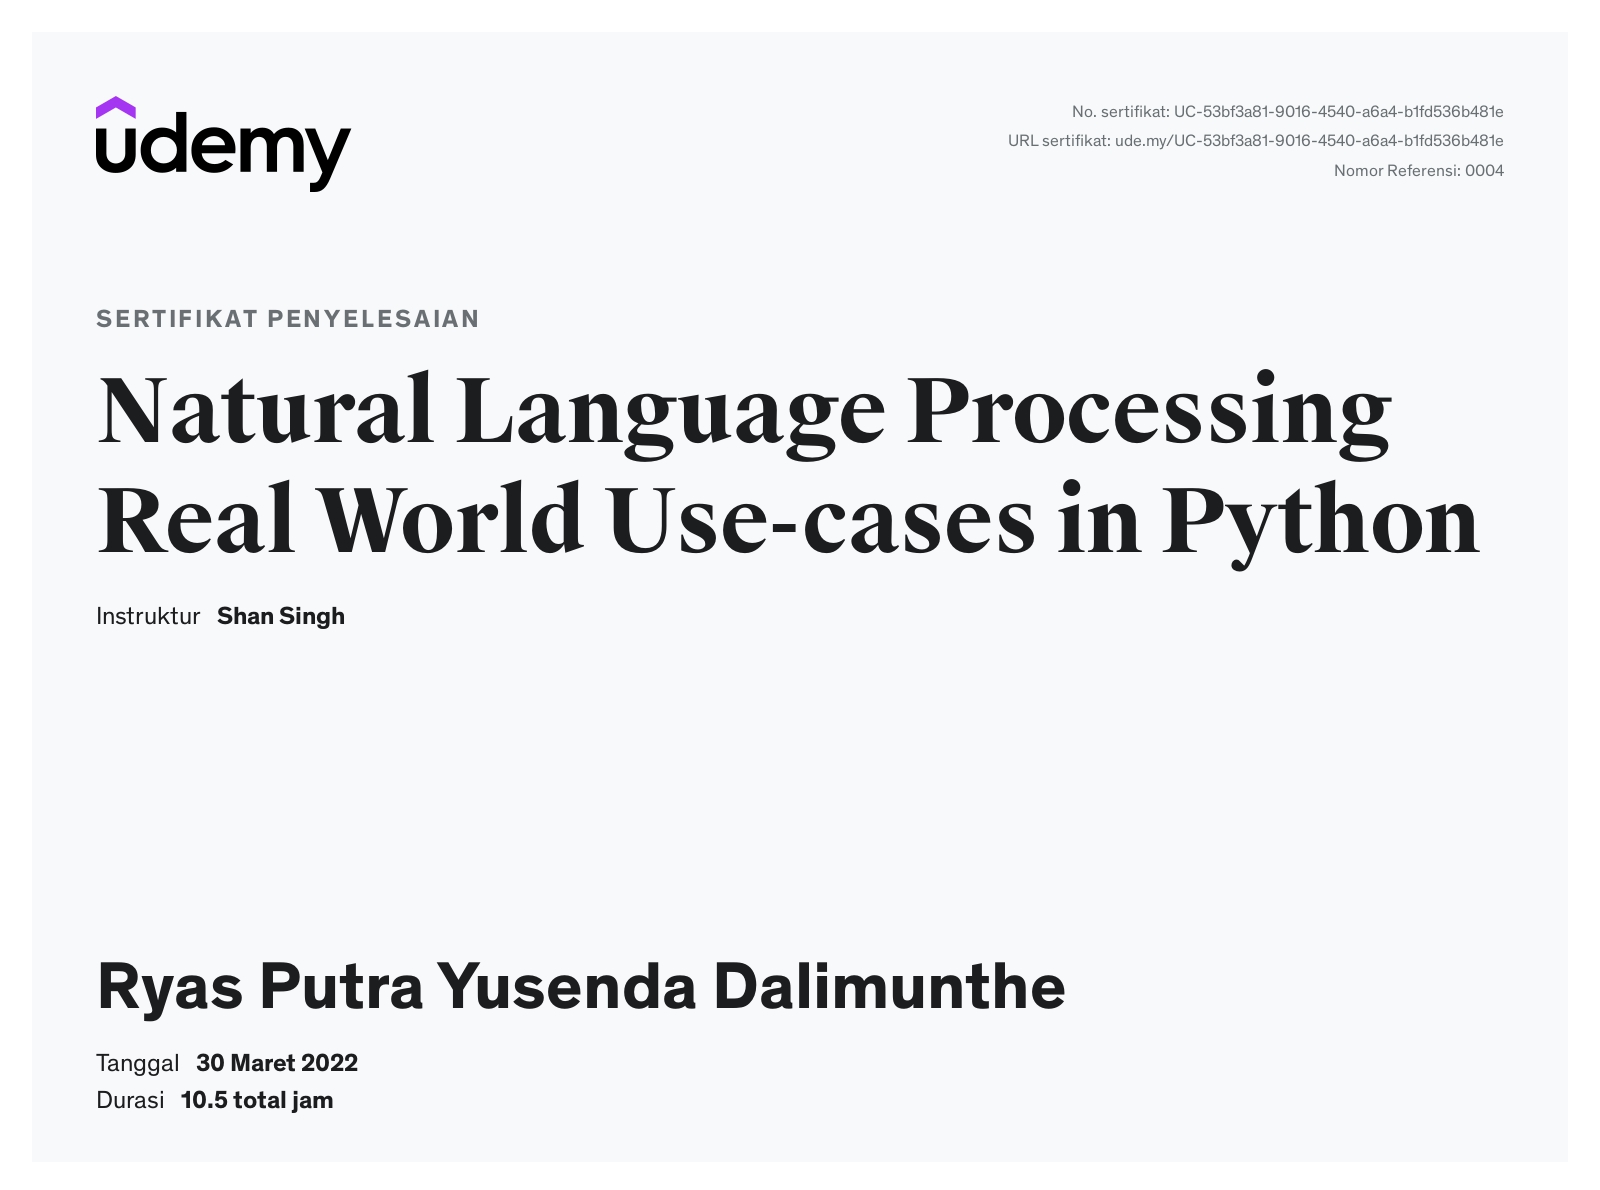 udemy
No. sertifikat: UC-53bf3a81-9016-4540-a6a4-b1fd536b481e
URL sertifikat: ude.my/UC-53bf3a81-9016-4540-a6a4-b1fd536b481e
Nomor Referensi: 0004
SERTIFIKAT PENYELESAIAN
Natural Language Processing
Real World Use-cases in Python
Instruktur Shan Singh
Ryas Putra Yusenda Dalimunthe
Tanggal 30 Maret 2022
Durasi 10.5 total jam